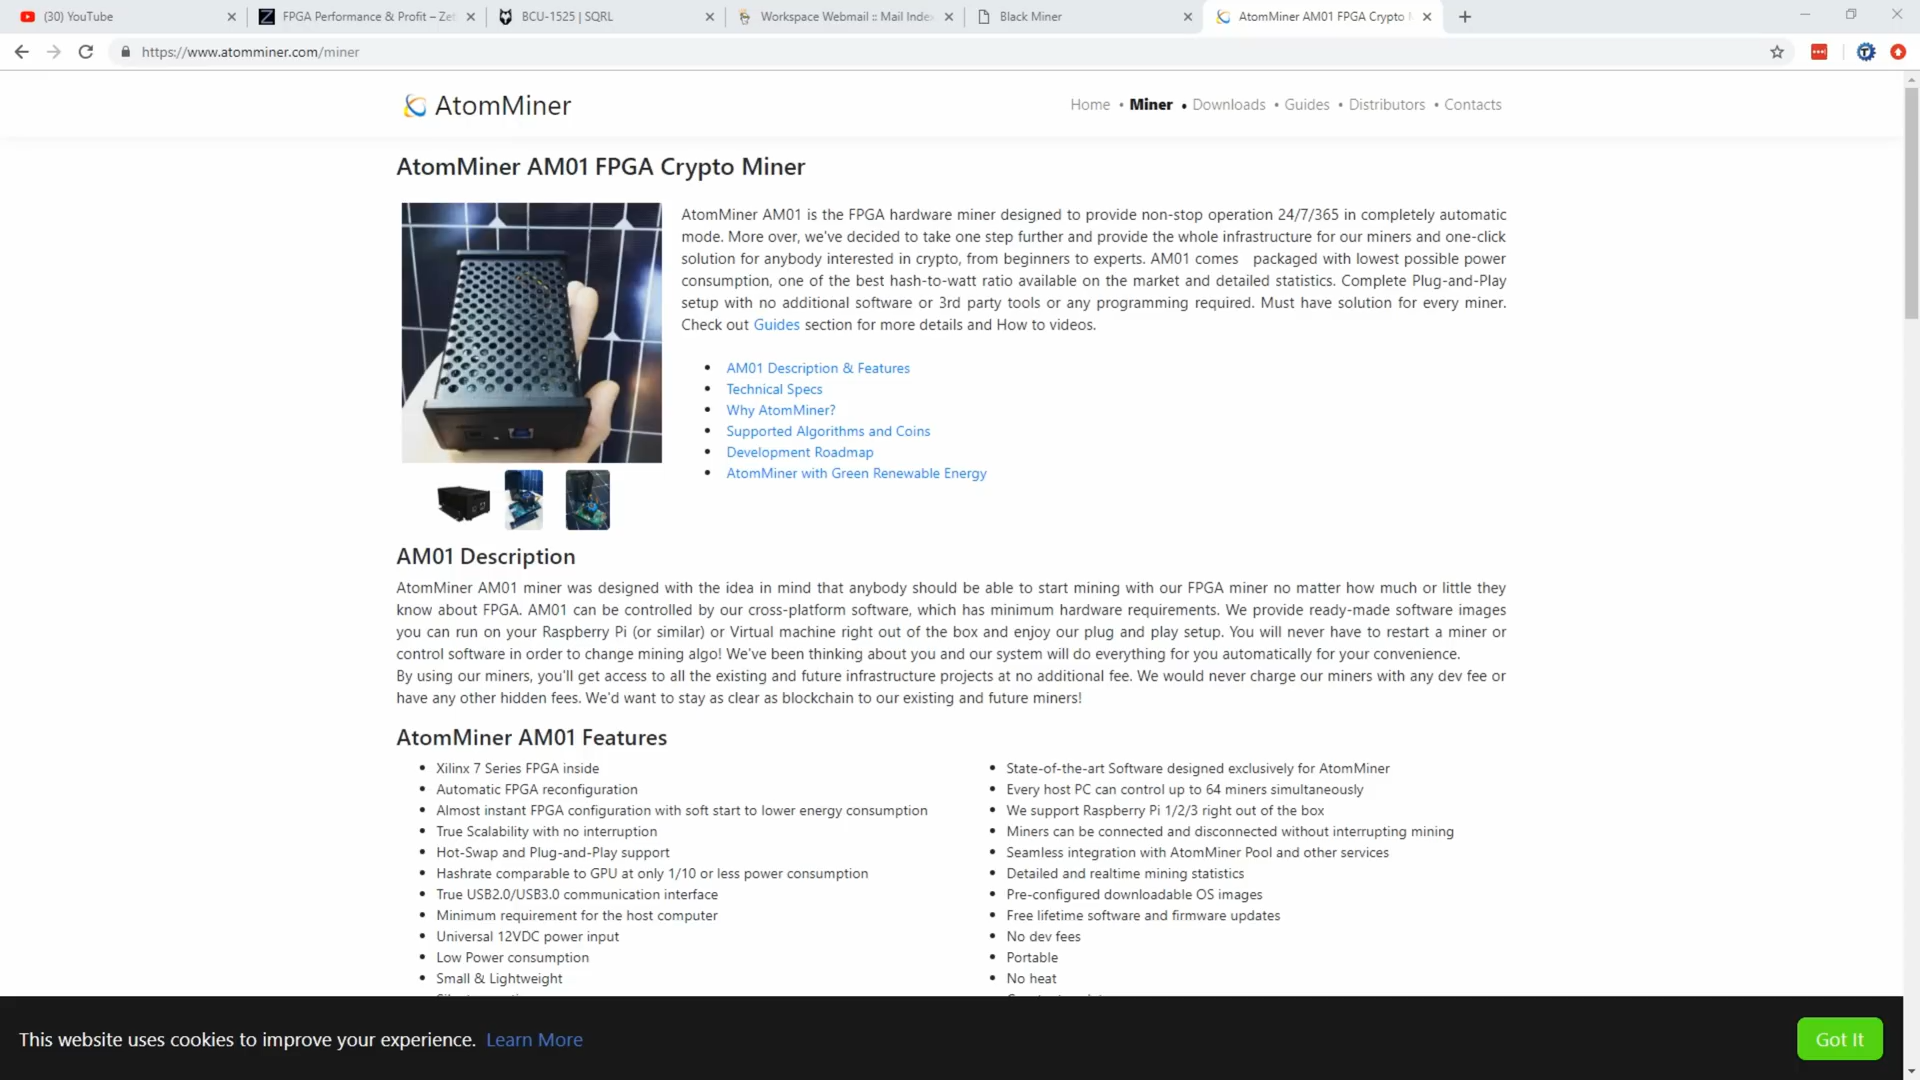 (30) YouTube
FPGA Performance & Profit – Zet
BCU-1525 | SQRL
Workspace Webmail :: Mail Inde
Black Miner
AtomMiner AM01 FPGA Crypto
https://www.atomminer.com/miner
AtomMiner
Home • Miner • Downloads • Guides • Distributors • Contacts
AtomMiner AM01 FPGA Crypto Miner
AtomMiner AM01 is the FPGA hardware miner designed to provide non-stop operation 24/7/365 in completely automatic
mode. More over, we've decided to take one step further and provide the whole infrastructure for our miners and one-click
solution for anybody interested in crypto, from beginners to experts. AM01 comes packaged with lowest possible power
consumption, one of the best hash-to-watt ratio available on the market and detailed statistics. Complete Plug-and-Play
setup with no additional software or 3rd party tools or any programming required. Must have solution for every miner.
Check out Guides section for more details and How to videos.
• AM01 Description & Features
• Technical Specs
• Why AtomMiner?
• Supported Algorithms and Coins
• Development Roadmap
• AtomMiner with Green Renewable Energy
AM01 Description
AtomMiner AM01 miner was designed with the idea in mind that anybody should be able to start mining with our FPGA miner no matter how much or little they
know about FPGA. AM01 can be controlled by our cross-platform software, which has minimum hardware requirements. We provide ready-made software images
you can run on your Raspberry Pi (or similar) or Virtual machine right out of the box and enjoy our plug and play setup. You will never have to restart a miner or
control software in order to change mining algo! We've been thinking about you and our system will do everything for you automatically for your convenience.
By using our miners, you'll get access to all the existing and future infrastructure projects at no additional fee. We would never charge our miners with any dev fee or
have any other hidden fees. We'd want to stay as clear as blockchain to our existing and future miners!
AtomMiner AM01 Features
• Xilinx 7 Series FPGA inside
• Automatic FPGA reconfiguration
• Almost instant FPGA configuration with soft start to lower energy consumption
• True Scalability with no interruption
• Hot-Swap and Plug-and-Play support
• Hashrate comparable to GPU at only 1/10 or less power consumption
• True USB2.0/USB3.0 communication interface
• Minimum requirement for the host computer
• Universal 12VDC power input
• Low Power consumption
• Small & Lightweight
• State-of-the-art Software designed exclusively for AtomMiner
• Every host PC can control up to 64 miners simultaneously
• We support Raspberry Pi 1/2/3 right out of the box
• Miners can be connected and disconnected without interrupting mining
• Seamless integration with AtomMiner Pool and other services
• Detailed and realtime mining statistics
• Pre-configured downloadable OS images
• Free lifetime software and firmware updates
• No dev fees
• Portable
• No heat
This website uses cookies to improve your experience. Learn More
Got It